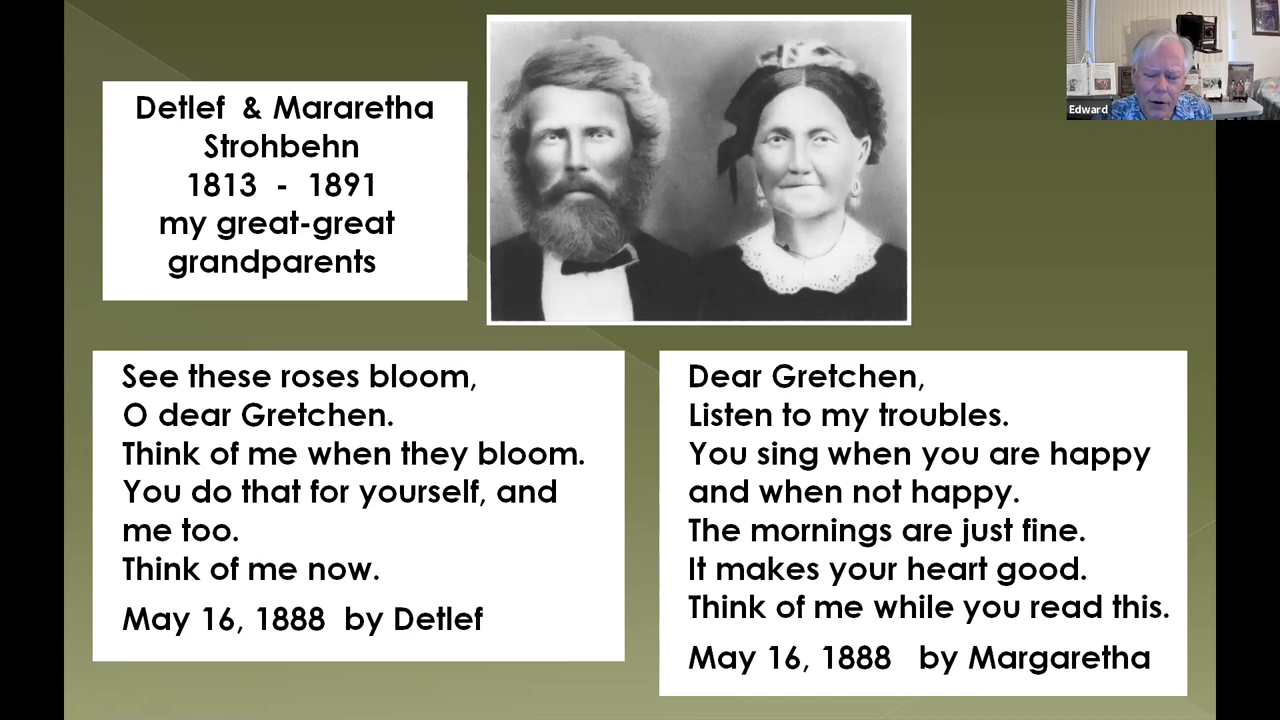 Detlef & Mararetha
Strohbehn
1813 - 1891
my great-great
grandparents
Edward
See these roses bloom,
O dear Gretchen.
Think of me when they bloom.
You do that for yourself, and
me too.
Think of me now.
May 16, 1888 by Detlef
Dear Gretchen,
Listen to my troubles.
You sing when you are happy
and when not happy.
The mornings are just fine.
It makes your heart good.
Think of me while you read this.
May 16, 1888 by Margaretha